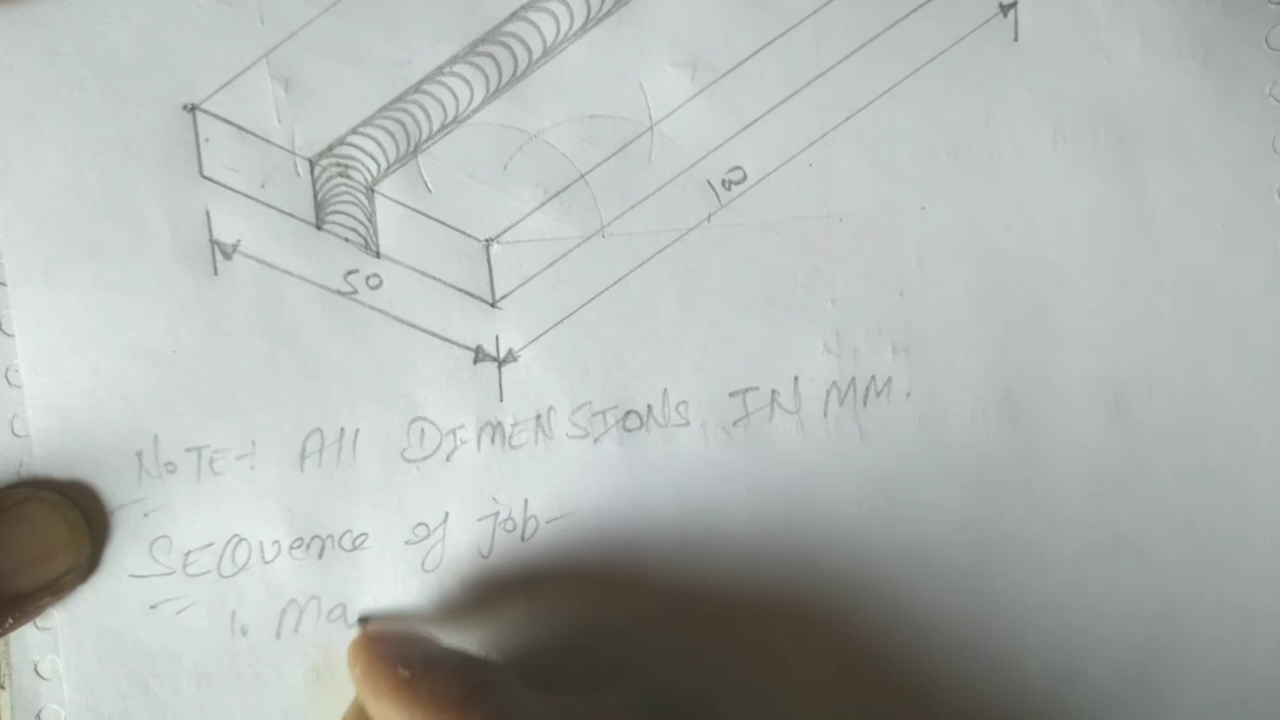 100
50
NOTE:- All DIMENSIONS IN MM.
SEQuence of job-
1. Ma